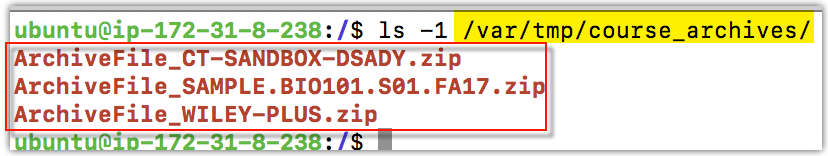 ubuntu@ip-172-31-8-238:/$ ls -1 /var/tmp/course_archives/
ArchiveFile_CT-SANDBOX-DSADY.zip
ArchiveFile_SAMPLE.BIO101.S01.FA17.zip
ArchiveFile_WILEY-PLUS.zip
ubuntu@ip-172-31-8-238:/$